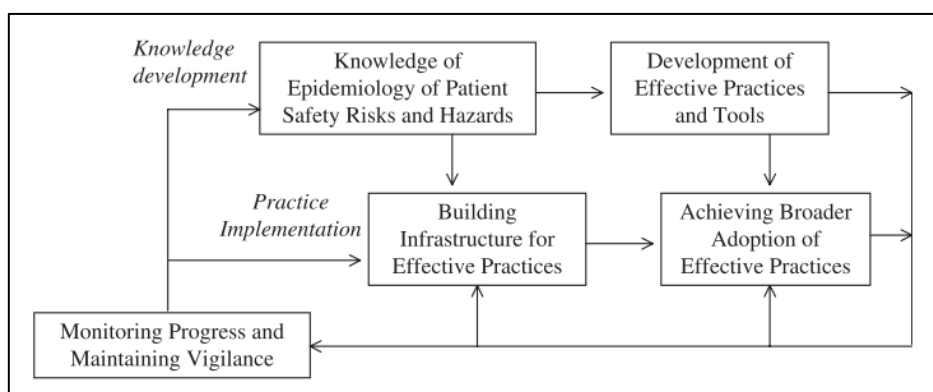 Knowledge
development
Knowledge of
Epidemiology of Patient
Safety Risks and Hazards
Development of
Effective Practices
and Tools
Practice
Implementation
Building
Infrastructure for
Effective Practices
Achieving Broader
Adoption of
Effective Practices
Monitoring Progress and
Maintaining Vigilance